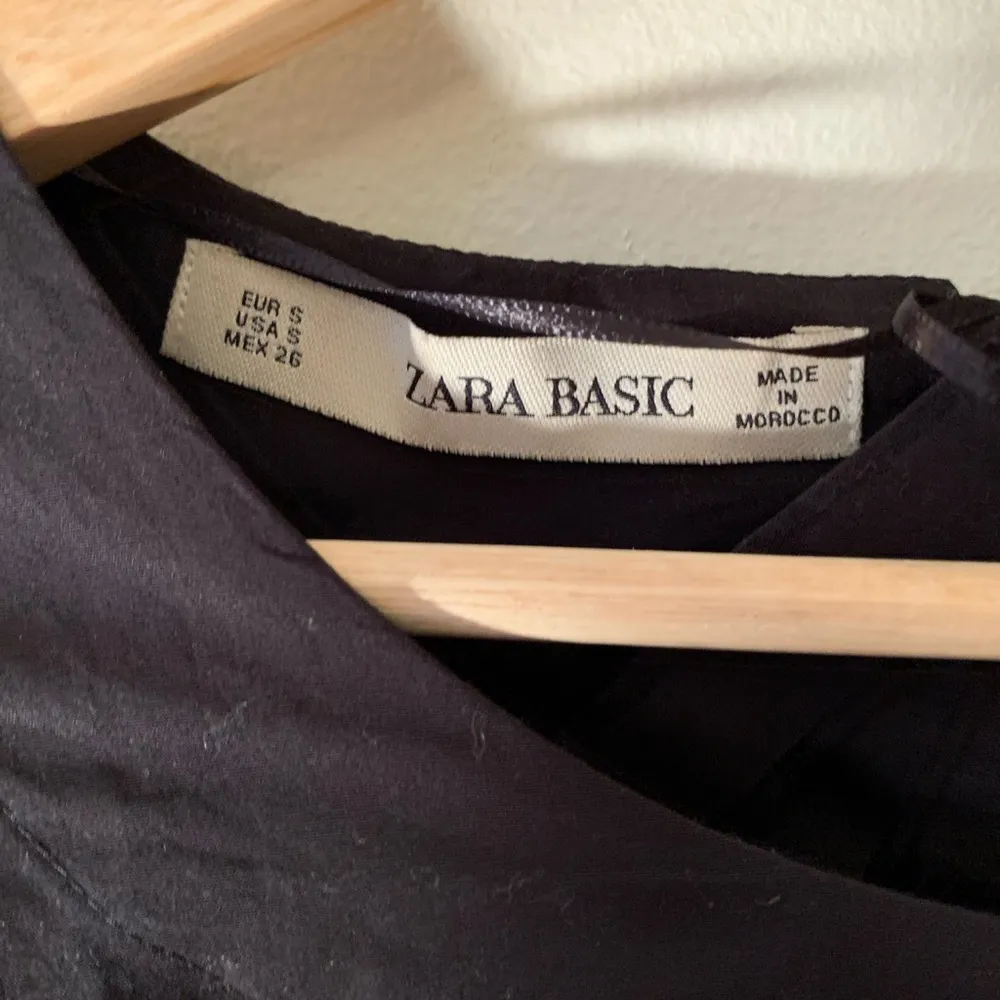 EUR S
USA S
MEX 26
ZARA BASIC
MADE
IN
MOROCCO